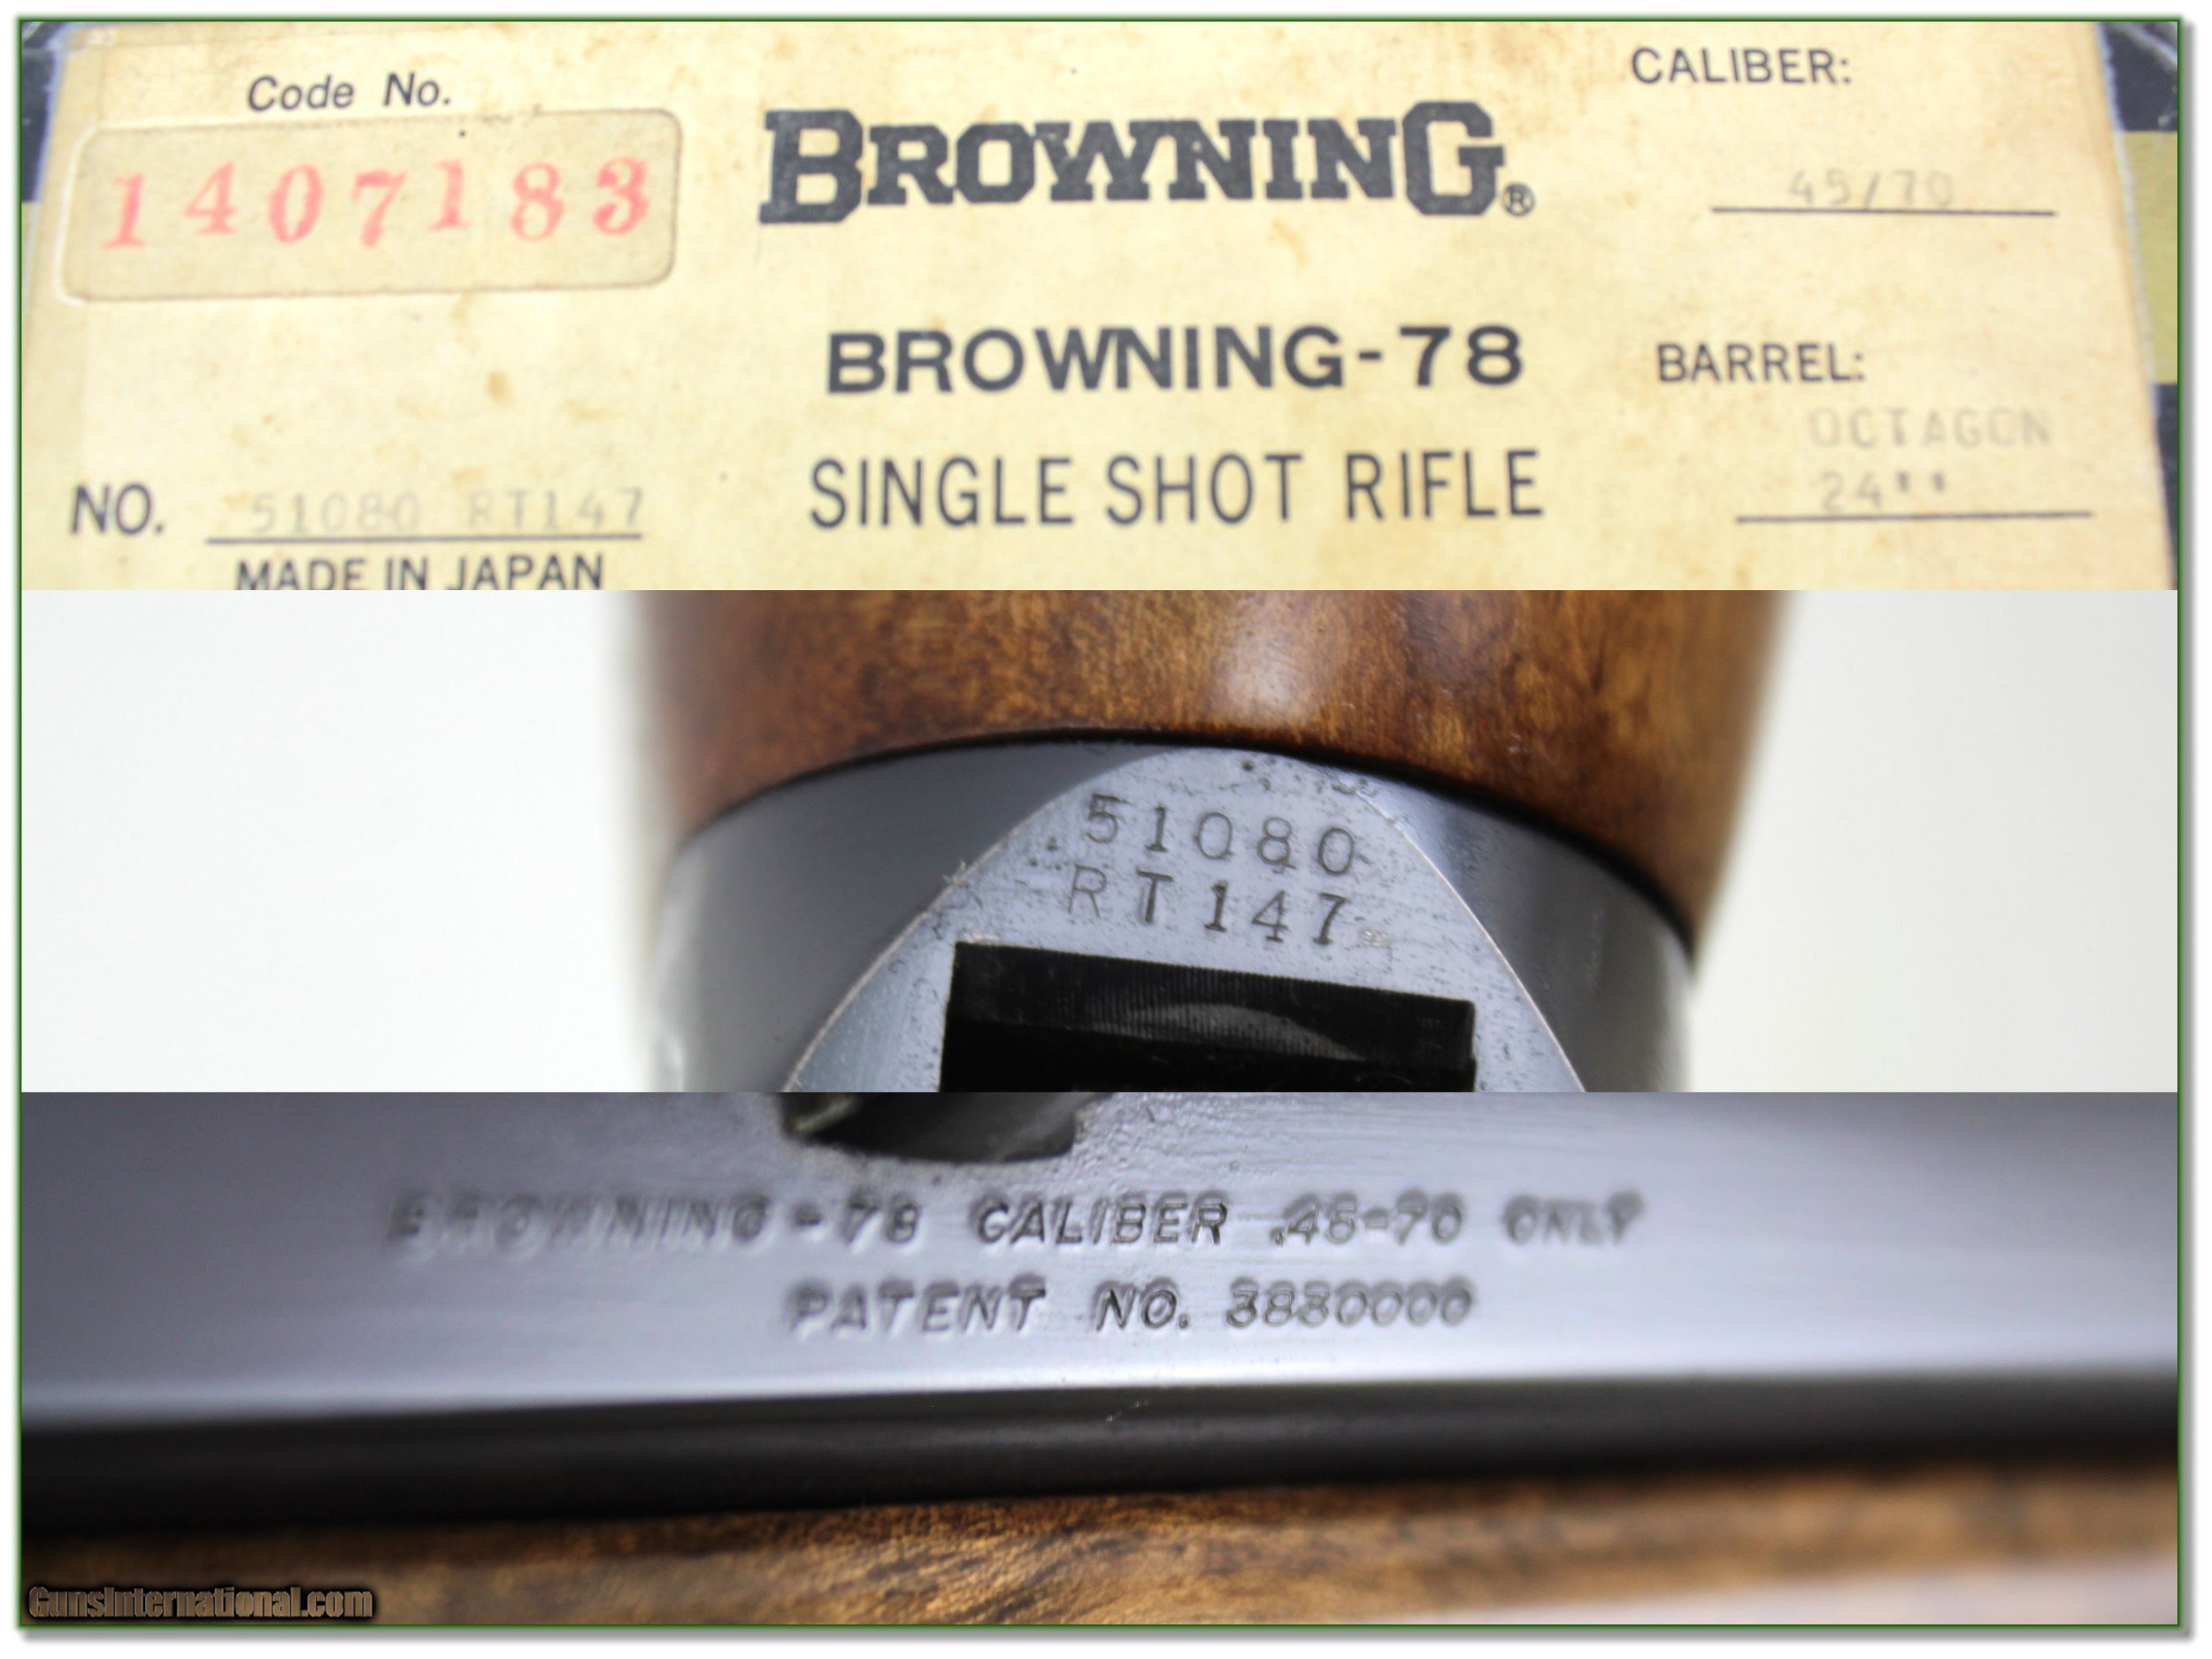 Code No.
1407183
BROWNING®
CALIBER:
45/70
BROWNING-78
SINGLE SHOT RIFLE
BARREL:
OCTAGON
24"
NO. 51080 RT147
MADE IN JAPAN
51080
RT147
BROWNING-78 CALIBER .45-70 ONLY
PATENT NO. 3830000
GunsInternational.com